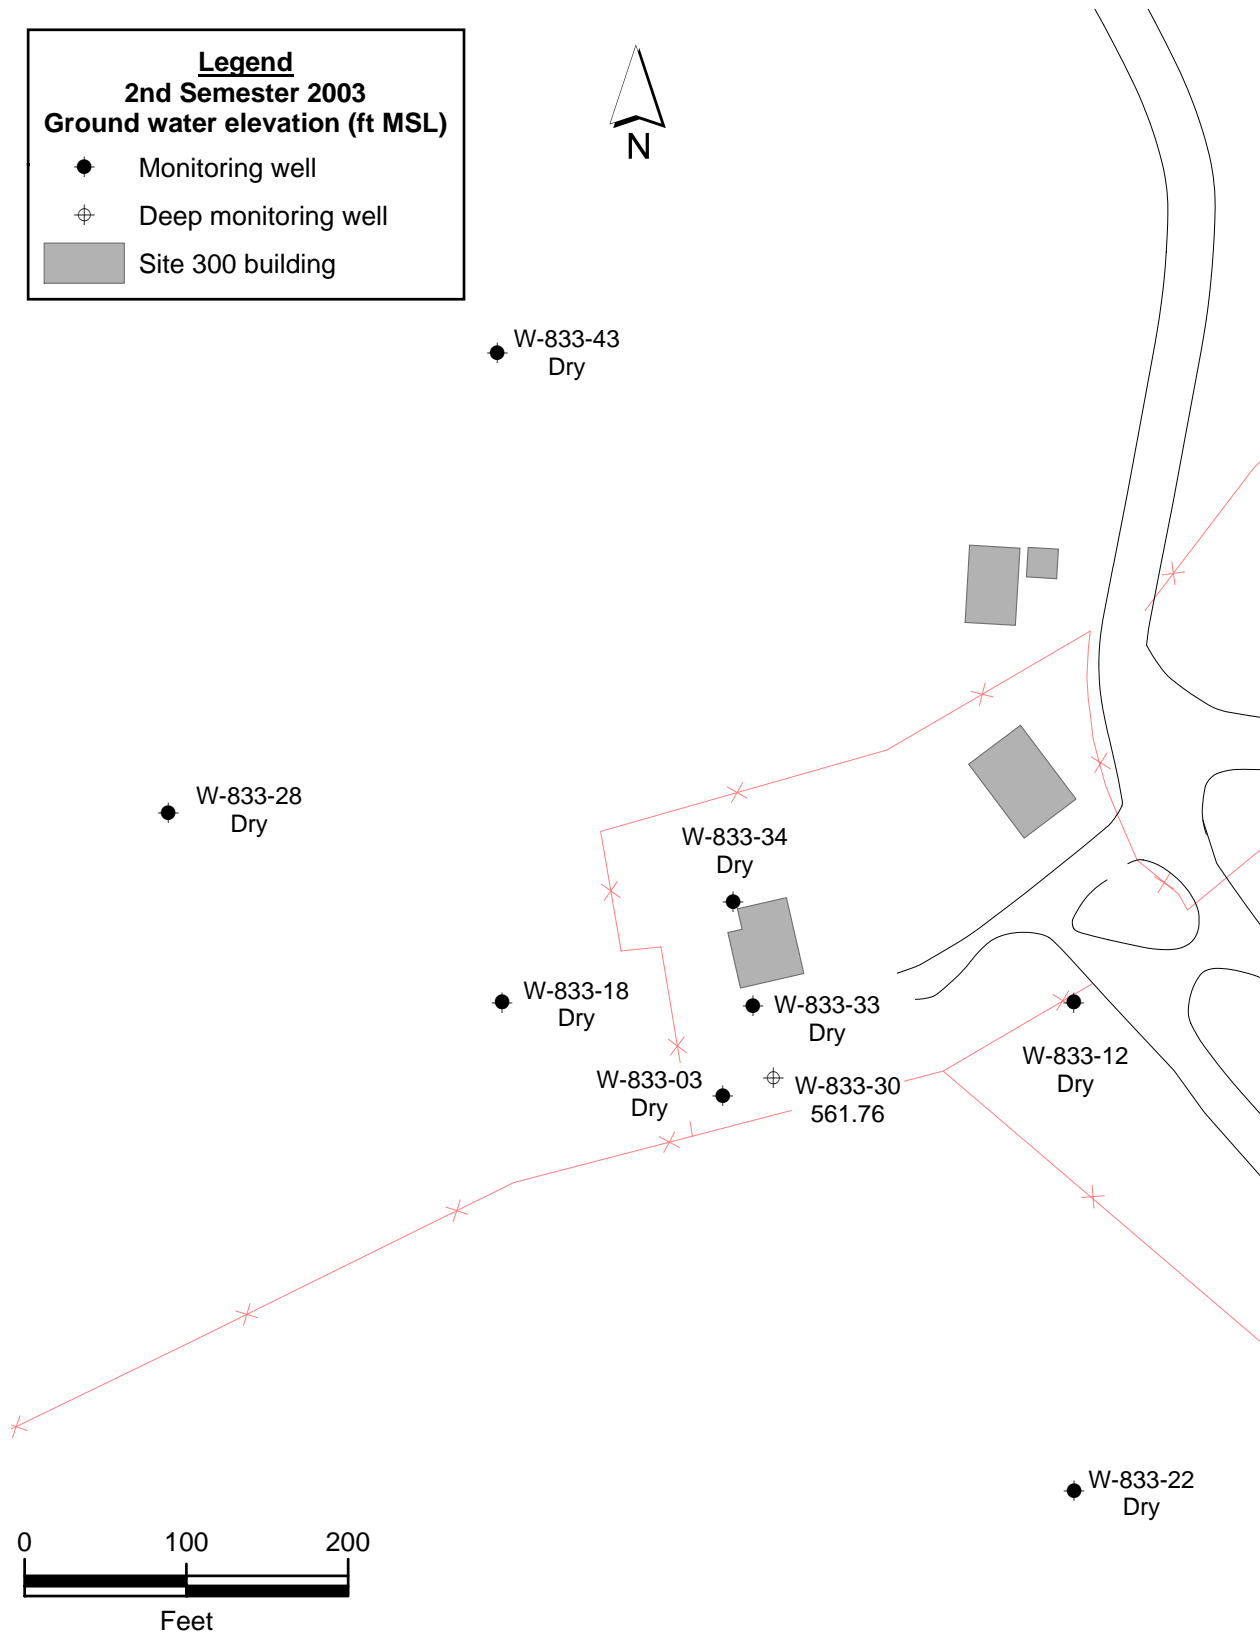 Legend
2nd Semester 2003
Ground water elevation (ft MSL)
Monitoring well
Deep monitoring well
Site 300 building
N
W-833-43
Dry
W-833-28
Dry
W-833-34
Dry
W-833-18
Dry
W-833-33
Dry
W-833-12
Dry
W-833-03
Dry
W-833-30
561.76
W-833-22
Dry
0 100 200
Feet